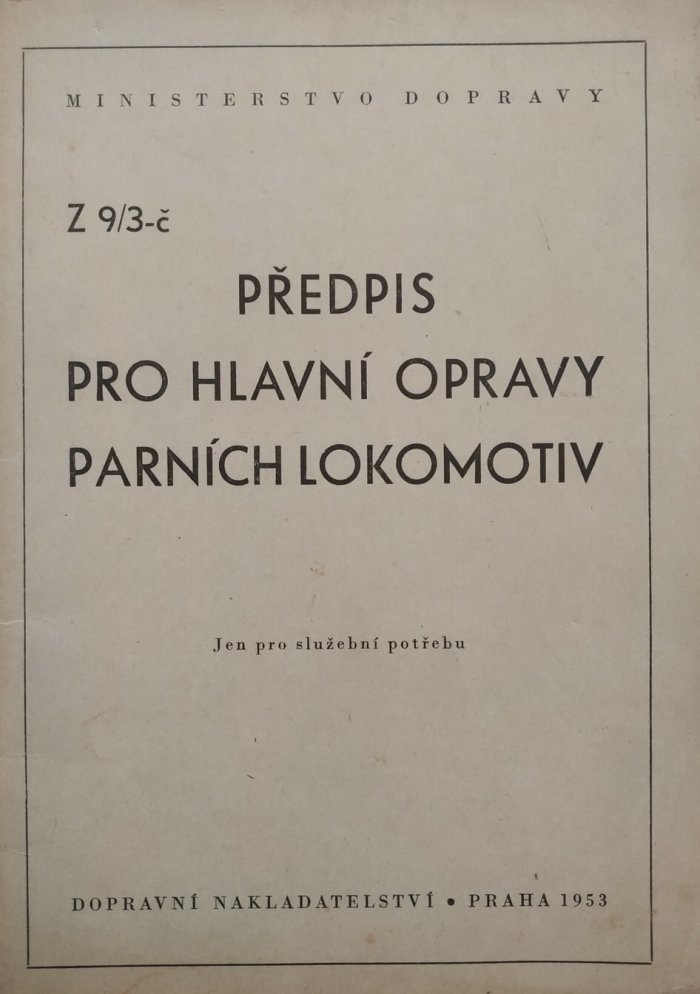 MINISTERSTVO DOPRAVY
Z 9/3-č
PŘEDPIS
PRO HLAVNÍ OPRAVY
PARNÍCH LOKOMOTIV
Jen pro služební potřebu
DOPRAVNÍ NAKLADATELSTVÍ • PRAHA 1953